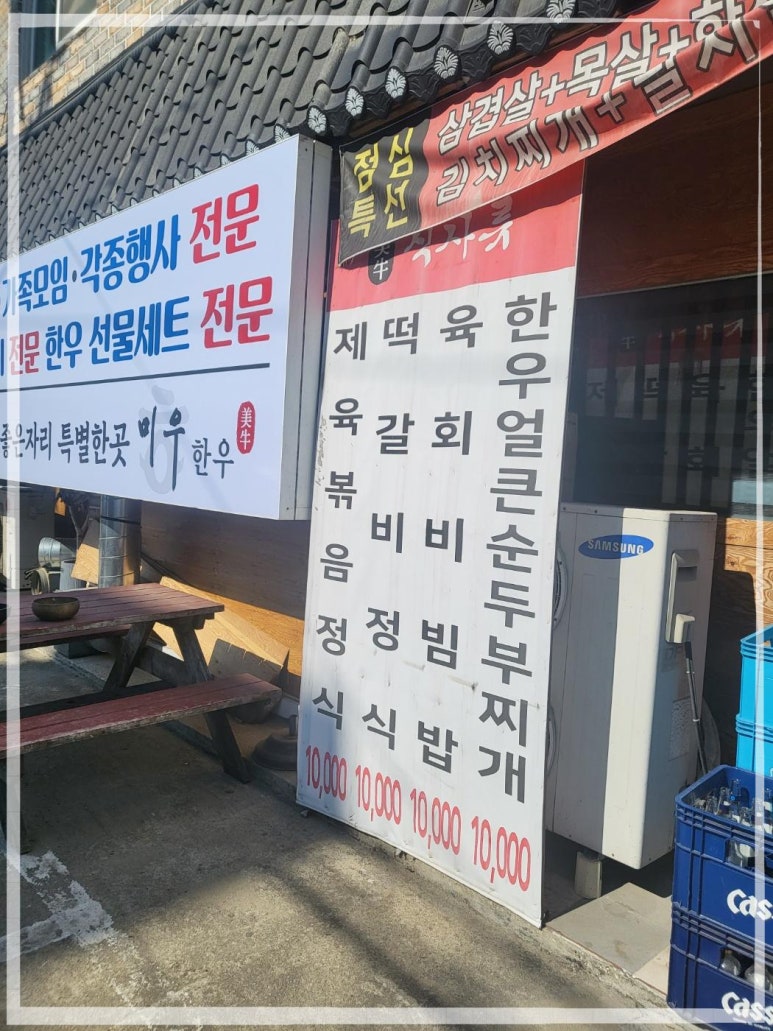 ·가족모임·각종행사 전문
전문 한우 선물세트 전문
좋은자리 특별한곳 미우 한우 美牛
점심
특선
삼겹살+목살+
김치찌개+
美牛 식자룻
한우얼큰순두부찌개 10,000
육회비빔밥 10,000
떡갈비정식 10,000
제육볶음정식 10,000
SAMSUNG
Cass
Cass